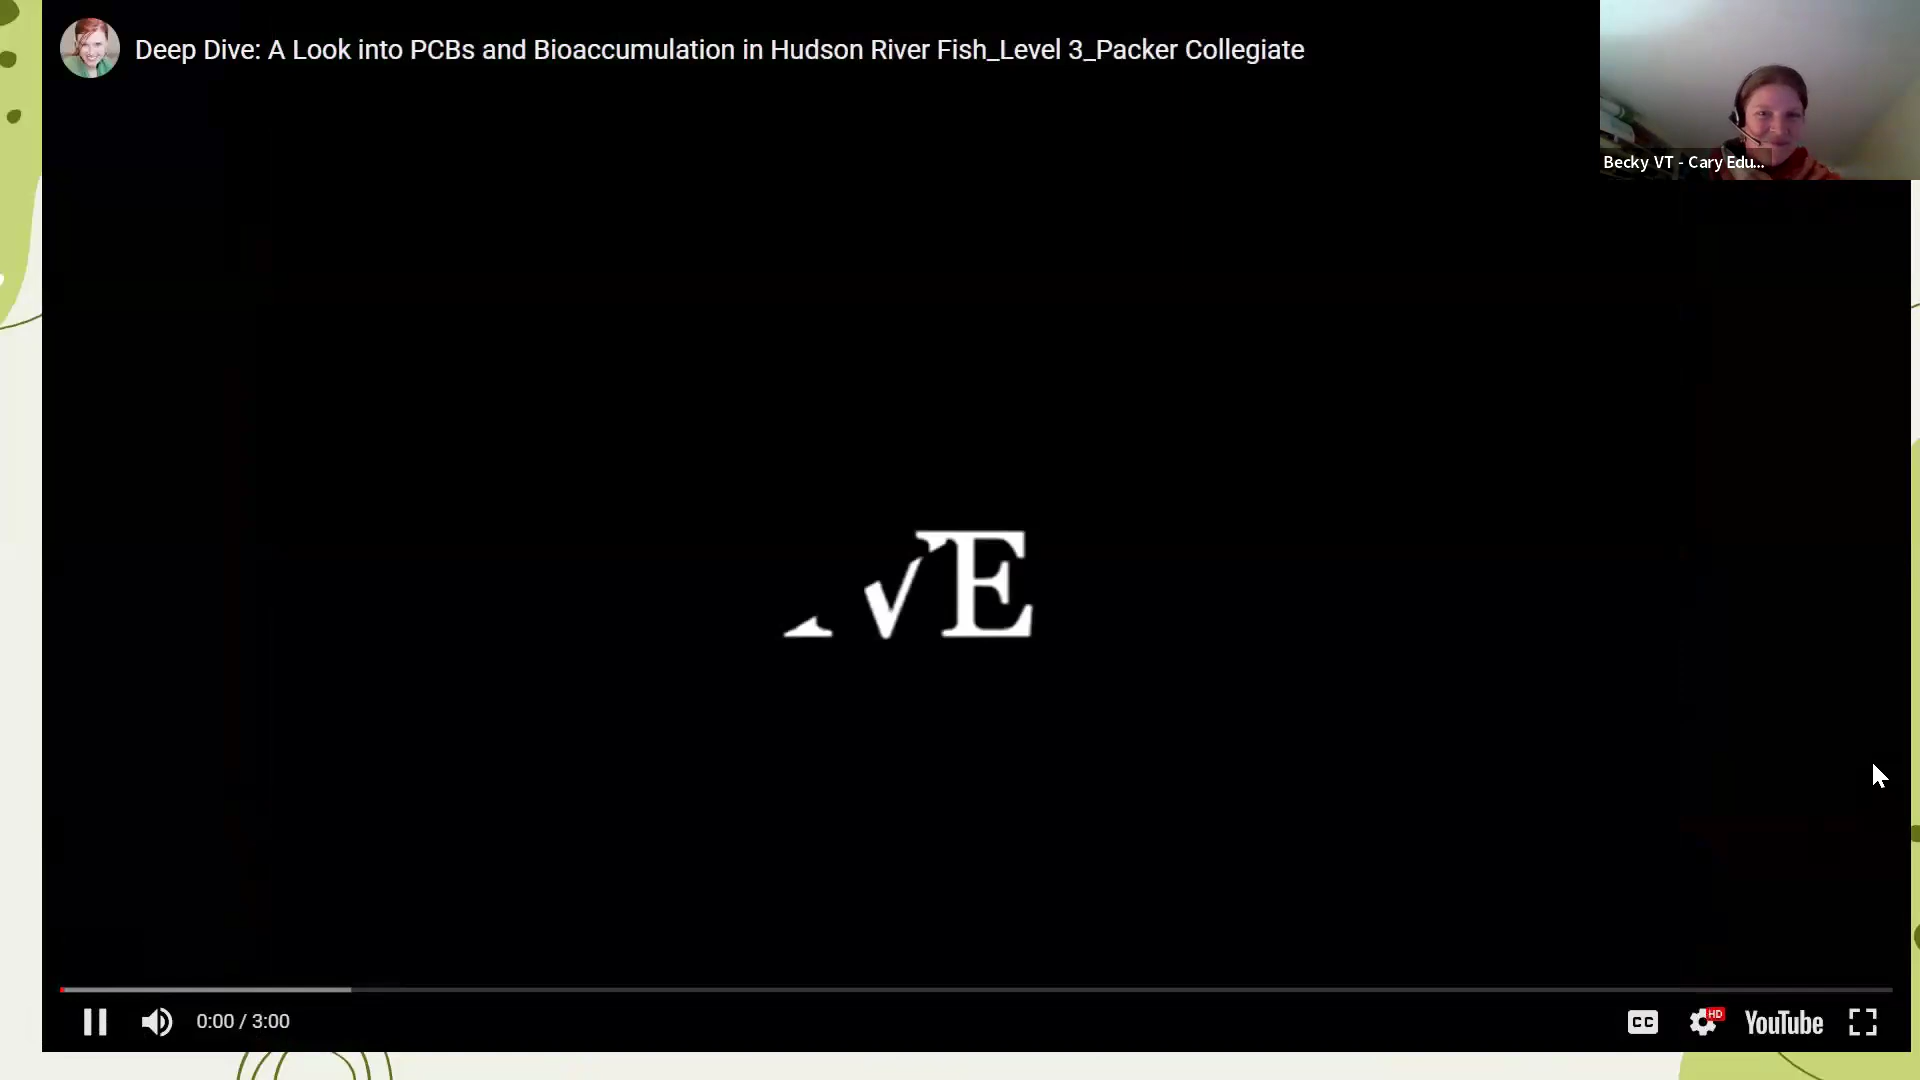 Deep Dive: A Look into PCBs and Bioaccumulation in Hudson River Fish_Level 3_Packer Collegiate
Becky VT - Cary Edu...
VE
0:00 / 3:00
CC
HD
YouTube